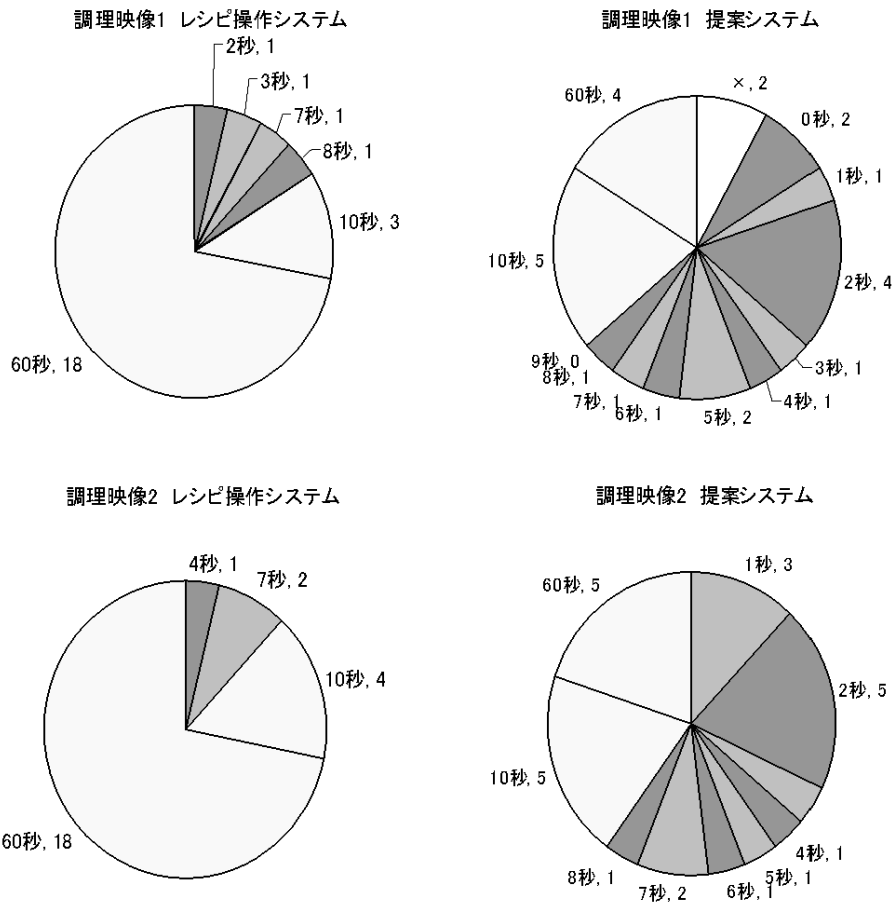 調理映像1 レシピ操作システム
2秒, 1
3秒, 1
7秒, 1
8秒, 1
10秒, 3
60秒, 18
調理映像1 提案システム
×, 2
0秒, 2
1秒, 1
2秒, 4
3秒, 1
4秒, 1
5秒, 2
6秒, 1
7秒, 1
8秒, 1
9秒, 0
10秒, 5
60秒, 4
調理映像2 レシピ操作システム
4秒, 1
7秒, 2
10秒, 4
60秒, 18
調理映像2 提案システム
1秒, 3
2秒, 5
4秒, 1
5秒, 1
6秒, 1
7秒, 2
8秒, 1
10秒, 5
60秒, 5